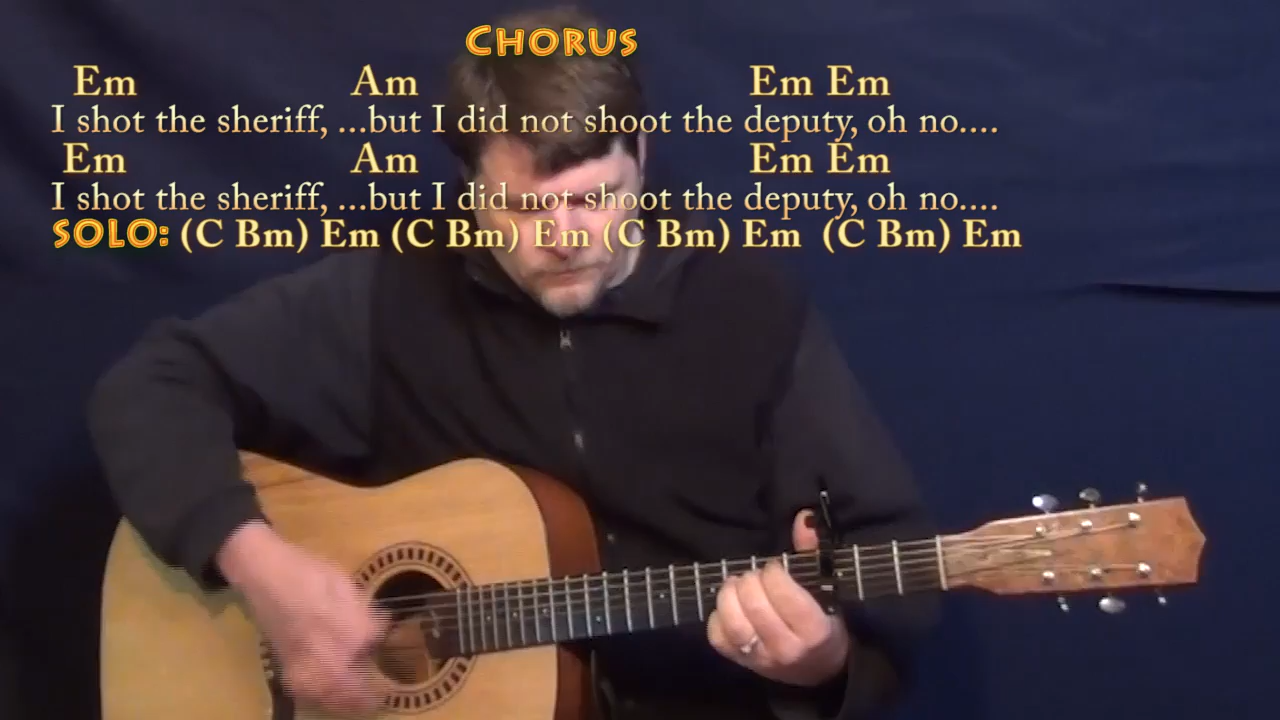 CHORUS
Em Am Em Em
I shot the sheriff, ...but I did not shoot the deputy, oh no....
Em Am Em Em
I shot the sheriff, ...but I did not shoot the deputy, oh no....
SOLO: (C Bm) Em (C Bm) Em (C Bm) Em (C Bm) Em